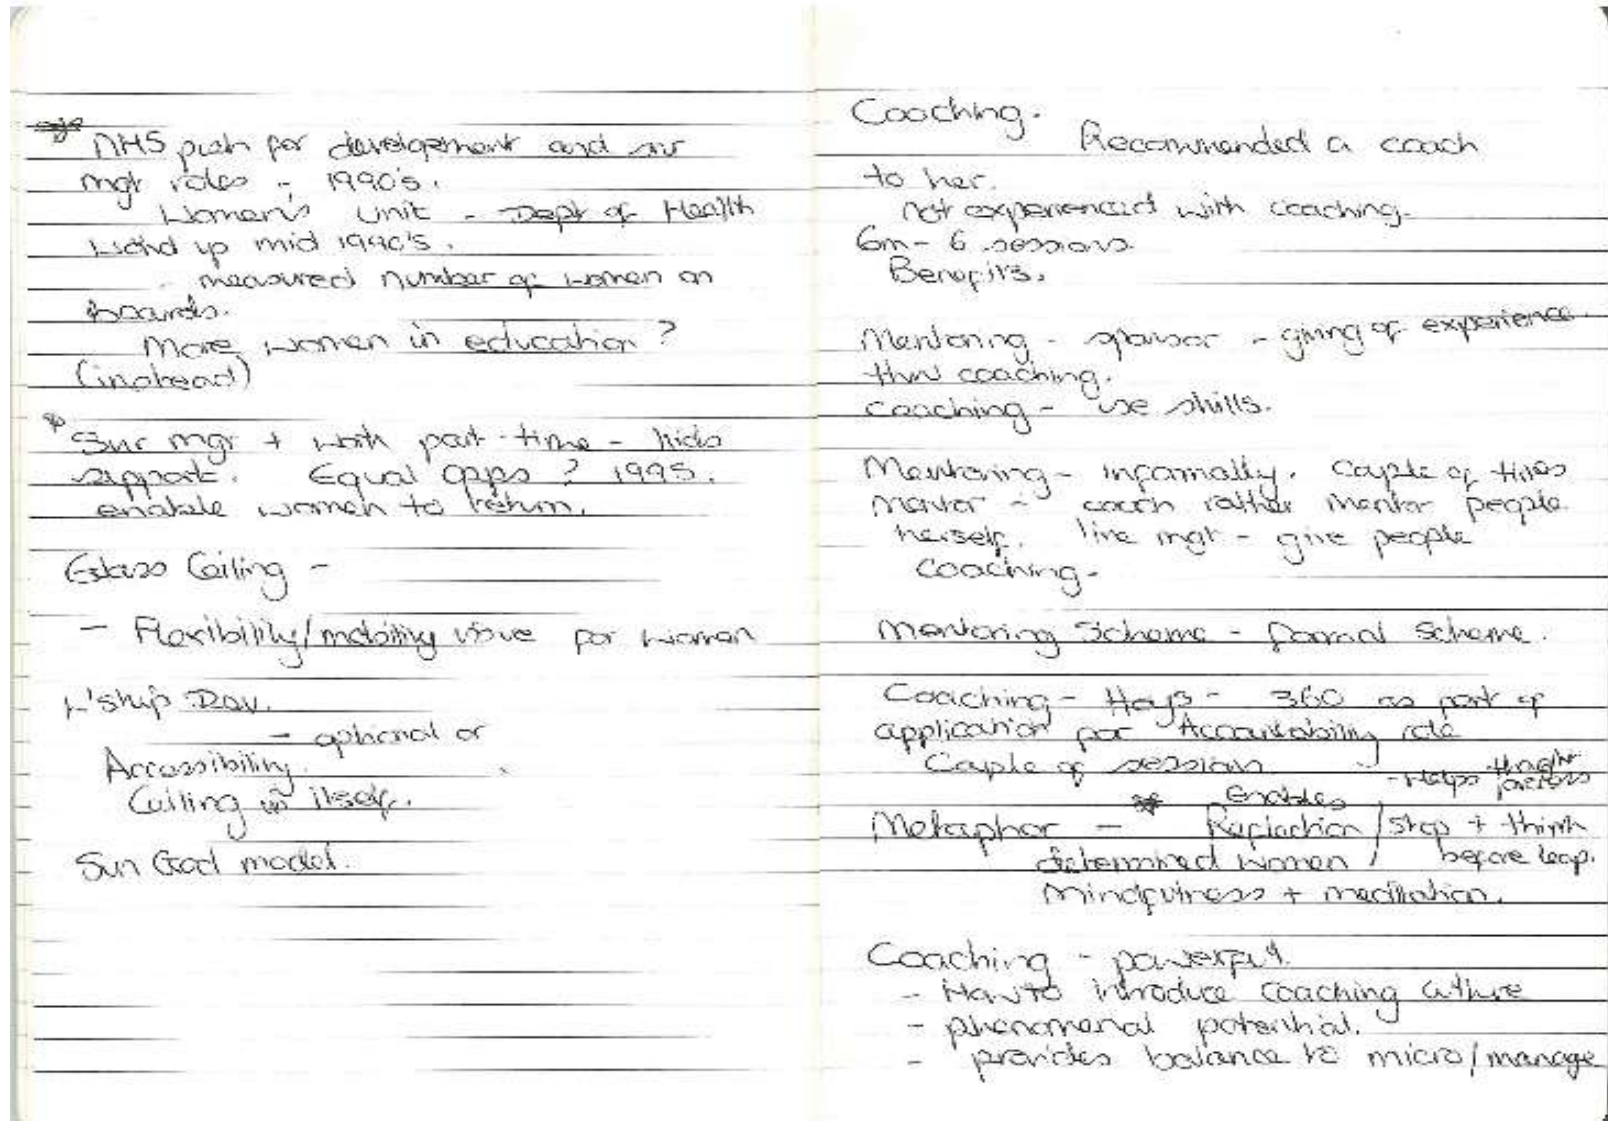 NHS push for development and snr
mgr roles - 1990's.
Women's Unit - Dept of Health
Wond up mid 1990's.
- measured number of women on
boards.
More women in education?
(instead)
Snr mgr + work part-time - kids
support. Equal opps? 1995.
enable women to return.
Glass Ceiling -
- Flexibility/mobility issue for women
L'ship Dev.
- optional or
Accessibility.
Ceiling in itself.
Sun God model.
Coaching.
Recommended a coach
to her.
not experienced with coaching.
6m - 6 sessions
Benefits.
Mentoring - sponsor - giving of experience.
thru coaching.
coaching - use skills.
Mentoring - informally. Couple of times
mentor - coach rather mentor people
herself. line mgr - give people
coaching.
Mentoring Scheme - formal scheme.
Coaching - Hays - 360 as part of
application for Accountability role
Couple of sessions
- Helps thought process
* Enables
Metaphor - Reflection / stop + think
determined women / before leap.
Mindfulness + meditation.
Coaching - powerful.
- How to introduce coaching culture
- phenomenal potential.
- provides balance to micro/manage